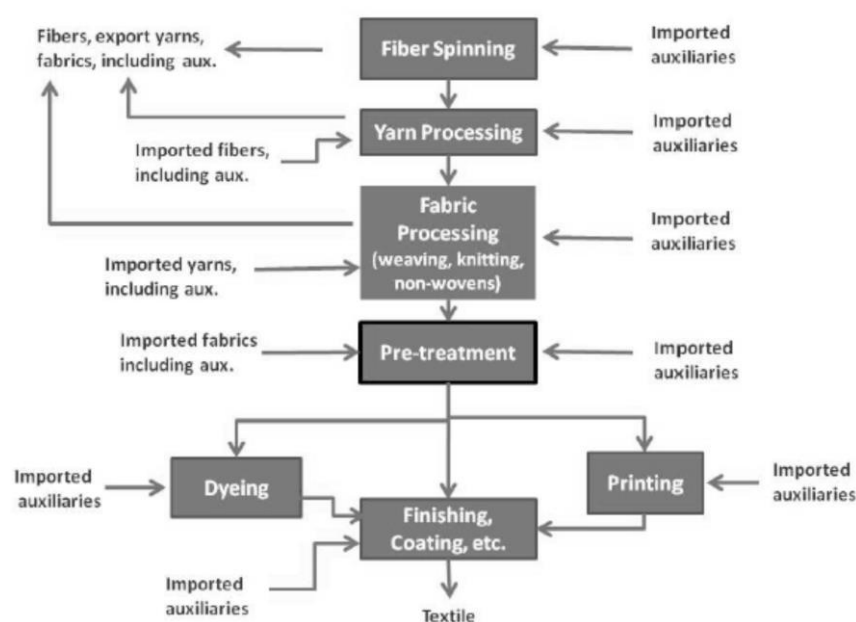 Fibers, export yarns,
fabrics, including aux.
Fiber Spinning
Imported
auxiliaries
Yarn Processing
Imported
auxiliaries
Imported fibers,
including aux.
Fabric
Processing
(weaving, knitting,
non-wovens)
Imported
auxiliaries
Imported yarns,
including aux.
Imported fabrics
including aux.
Pre-treatment
Imported
auxiliaries
Imported
auxiliaries
Dyeing
Printing
Imported
auxiliaries
Finishing,
Coating, etc.
Imported
auxiliaries
Textile